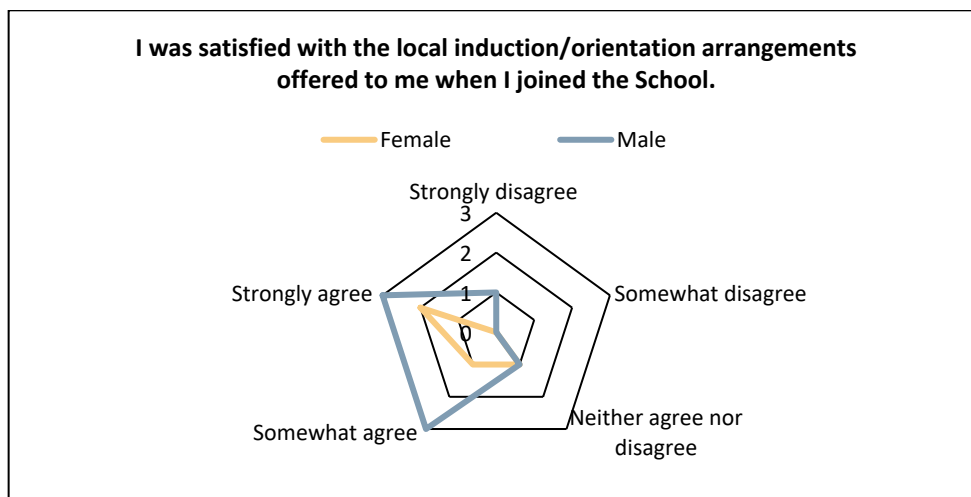 I was satisfied with the local induction/orientation arrangements
offered to me when I joined the School.
Female
Male
Strongly disagree
3
2
1
0
Strongly agree
Somewhat disagree
Somewhat agree
Neither agree nor
disagree